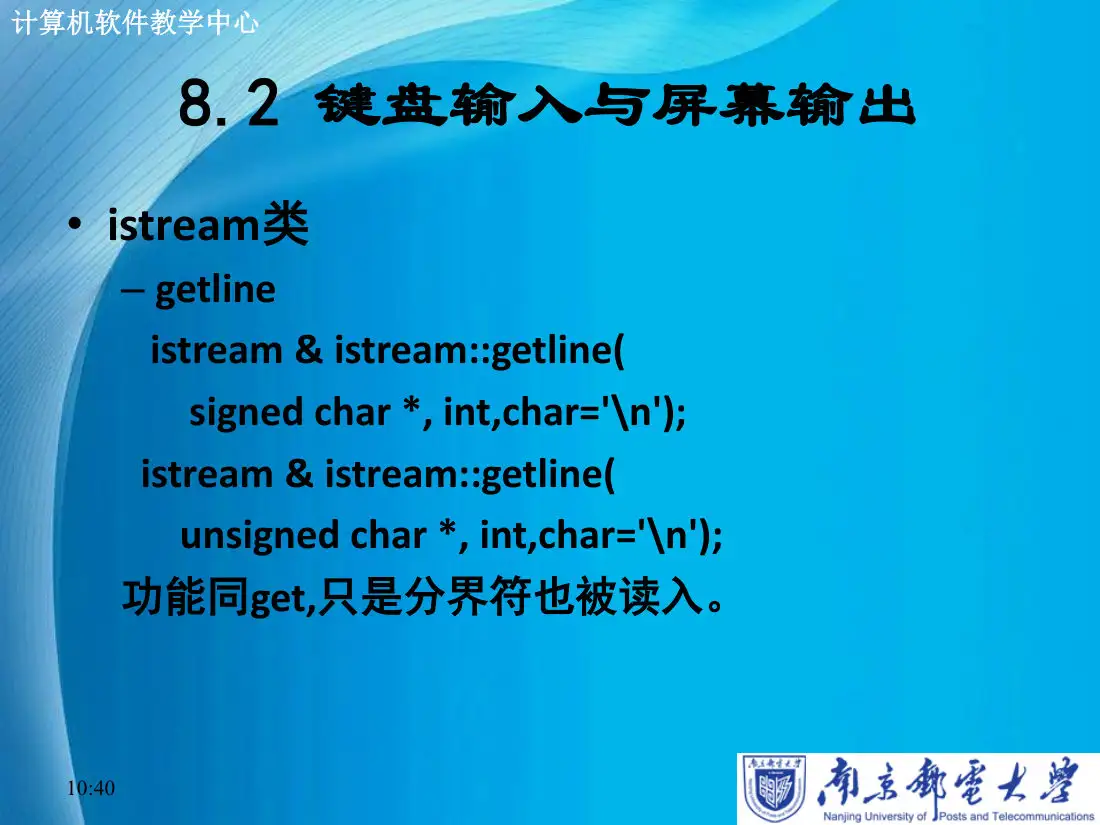 计算机软件教学中心
8.2 键盘输入与屏幕输出
• istream类
– getline
istream & istream::getline(
signed char *, int,char='\n');
istream & istream::getline(
unsigned char *, int,char='\n');
功能同get,只是分界符也被读入。
10:40
南京郵電大學
Nanjing University of Posts and Telecommunications